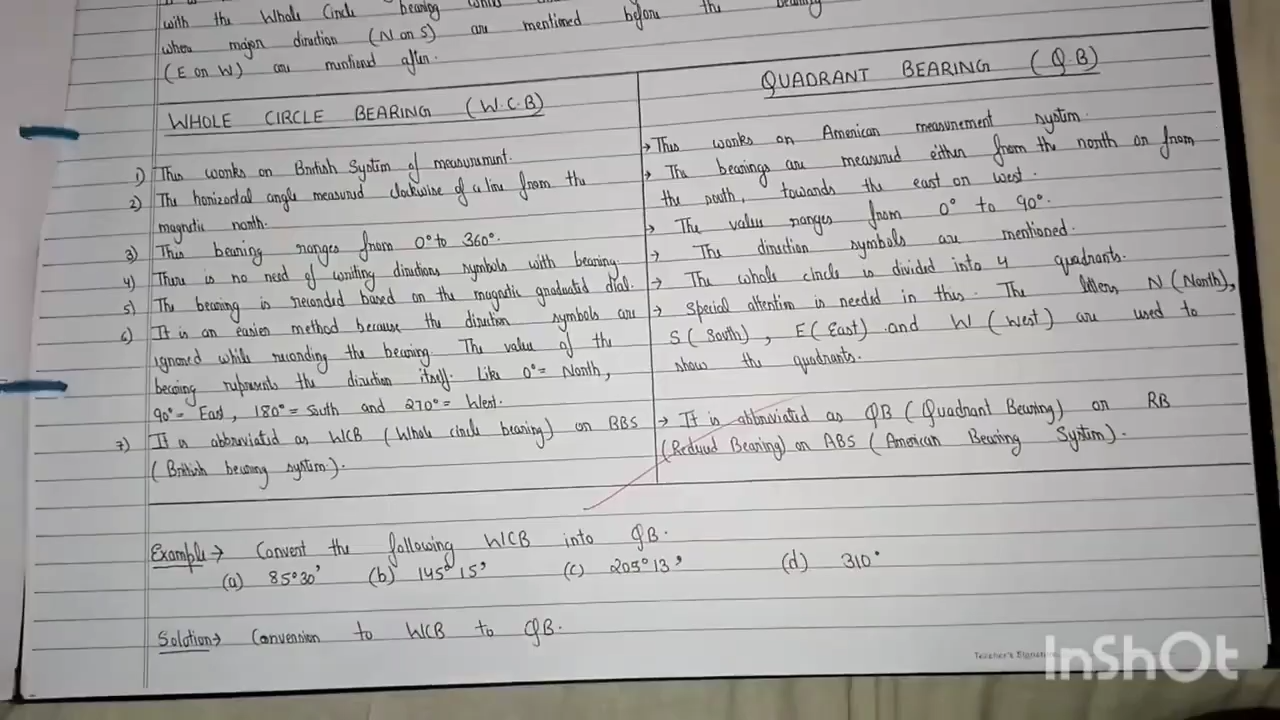 with the Whole Circle bearing
when major direction (N or S) are mentioned before the bearing
(E or W) are mentioned after.
WHOLE CIRCLE BEARING (W.C.B)
1) This works on British System of measurement.
2) The horizontal angle measured clockwise of a line from the
magnetic north.
3) This bearing ranges from 0° to 360°.
4) There is no need of writing directions symbols with bearing.
5) The bearing is recorded based on the magnetic graduated dial.
6) It is an easier method because the direction symbols are
ignored while recording the bearing. The value of the
bearing represents the direction itself. Like 0° = North,
90° = East, 180° = South and 270° = West.
7) It is abbreviated as WCB (Whole circle bearing) or BBS
(British bearing system).
QUADRANT BEARING (Q.B)
→ This works on American measurement system.
→ The bearings are measured either from the north or from
the south, towards the east or west.
→ The value ranges from 0° to 90°.
→ The direction symbols are mentioned.
→ The whole circle is divided into 4 quadrants.
→ Special attention is needed in this. The letters, N (North),
S (South), E (East) and W (West) are used to
show the quadrants.
→ It is abbreviated as QB (Quadrant Bearing) or RB
(Reduced Bearing) or ABS (American Bearing System).
Example → Convert the following WCB into QB.
(a) 85°30' (b) 145°15' (c) 205°13' (d) 310°
Solution → Conversion to WCB to QB.
Teacher's Signature
InShOt